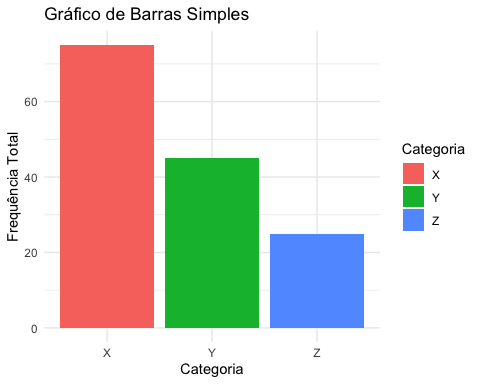 Gráfico de Barras Simples
Frequência Total
60
40
20
0
X
Y
Z
Categoria
Categoria
X
Y
Z